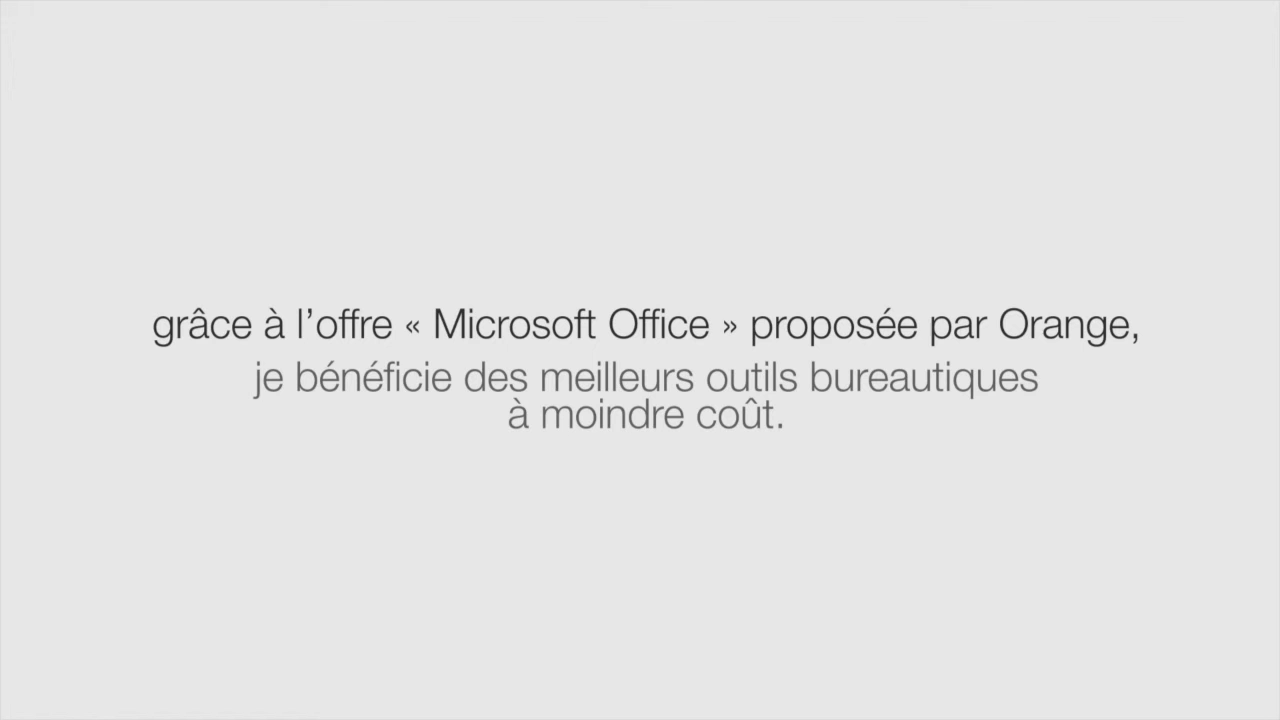 grâce à l’offre « Microsoft Office » proposée par Orange,
je bénéficie des meilleurs outils bureautiques
à moindre coût.